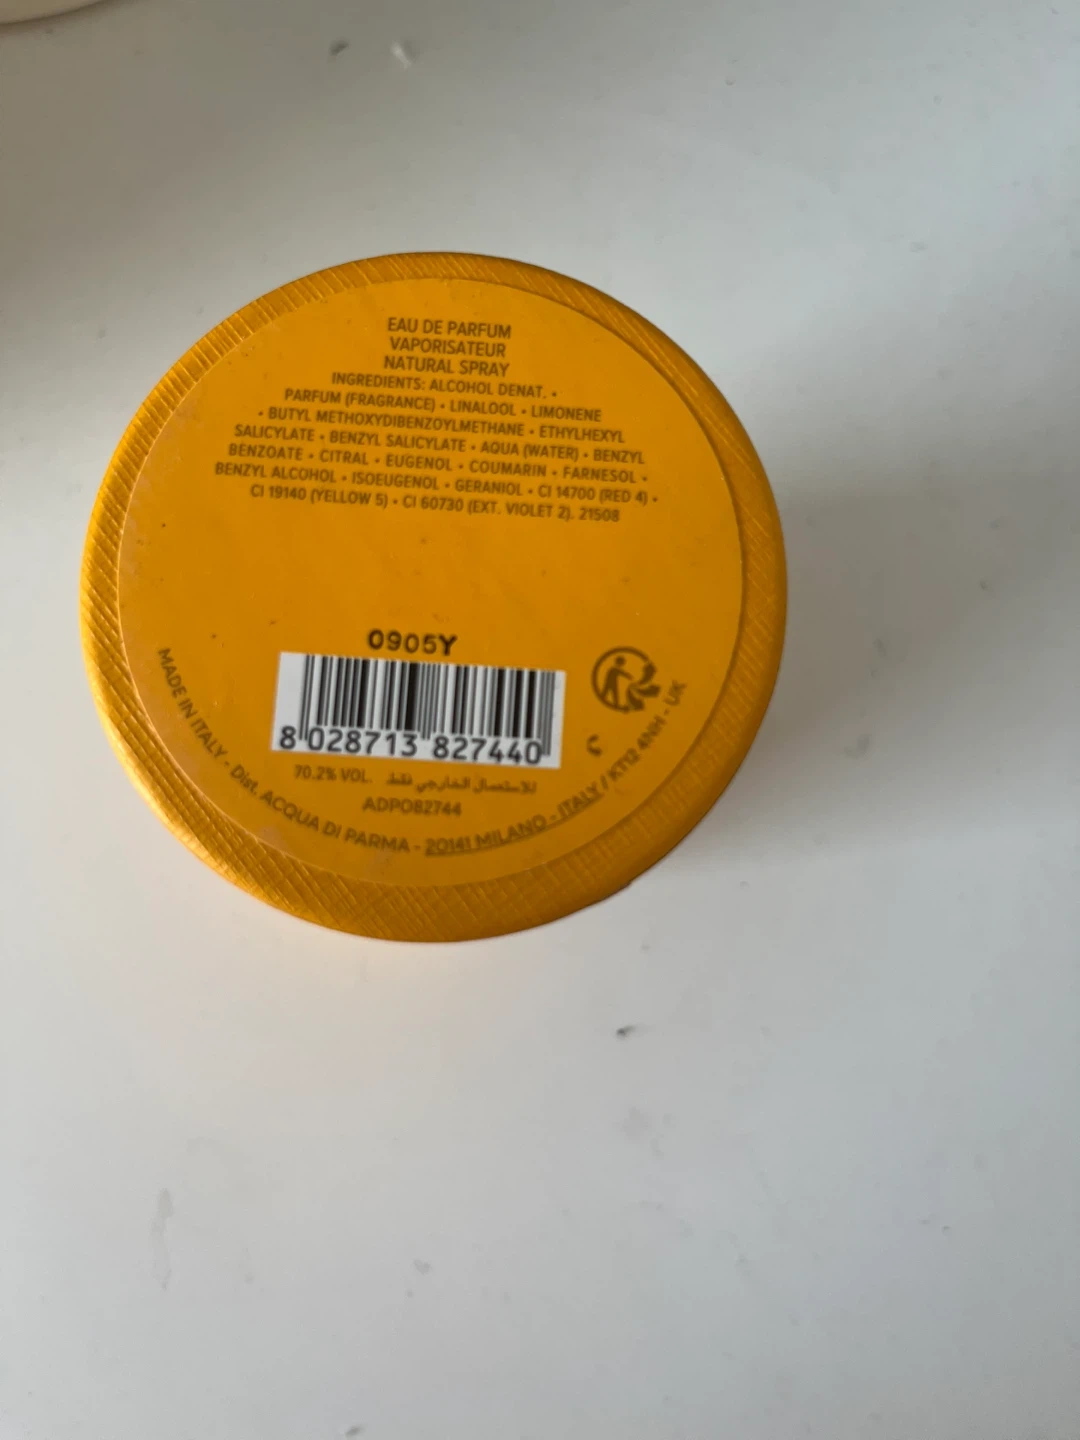 EAU DE PARFUM
VAPORISATEUR
NATURAL SPRAY
INGREDIENTS: ALCOHOL DENAT. •
PARFUM (FRAGRANCE) • LINALOOL • LIMONENE
• BUTYL METHOXYDIBENZOYLMETHANE • ETHYLHEXYL
SALICYLATE • BENZYL SALICYLATE • AQUA (WATER) • BENZYL
BENZOATE • CITRAL • EUGENOL • COUMARIN • FARNESOL •
BENZYL ALCOHOL • ISOEUGENOL • GERANIOL • CI 14700 (RED 4) •
CI 19140 (YELLOW 5) • CI 60730 (EXT. VIOLET 2). 21508
0905Y
8 028713 827440
70.2% VOL. للاستعمال الخارجي فقط
ADP082744
MADE IN ITALY - Dist. ACQUA DI PARMA - 20141 MILANO - ITALY / KT12 4NH - UK